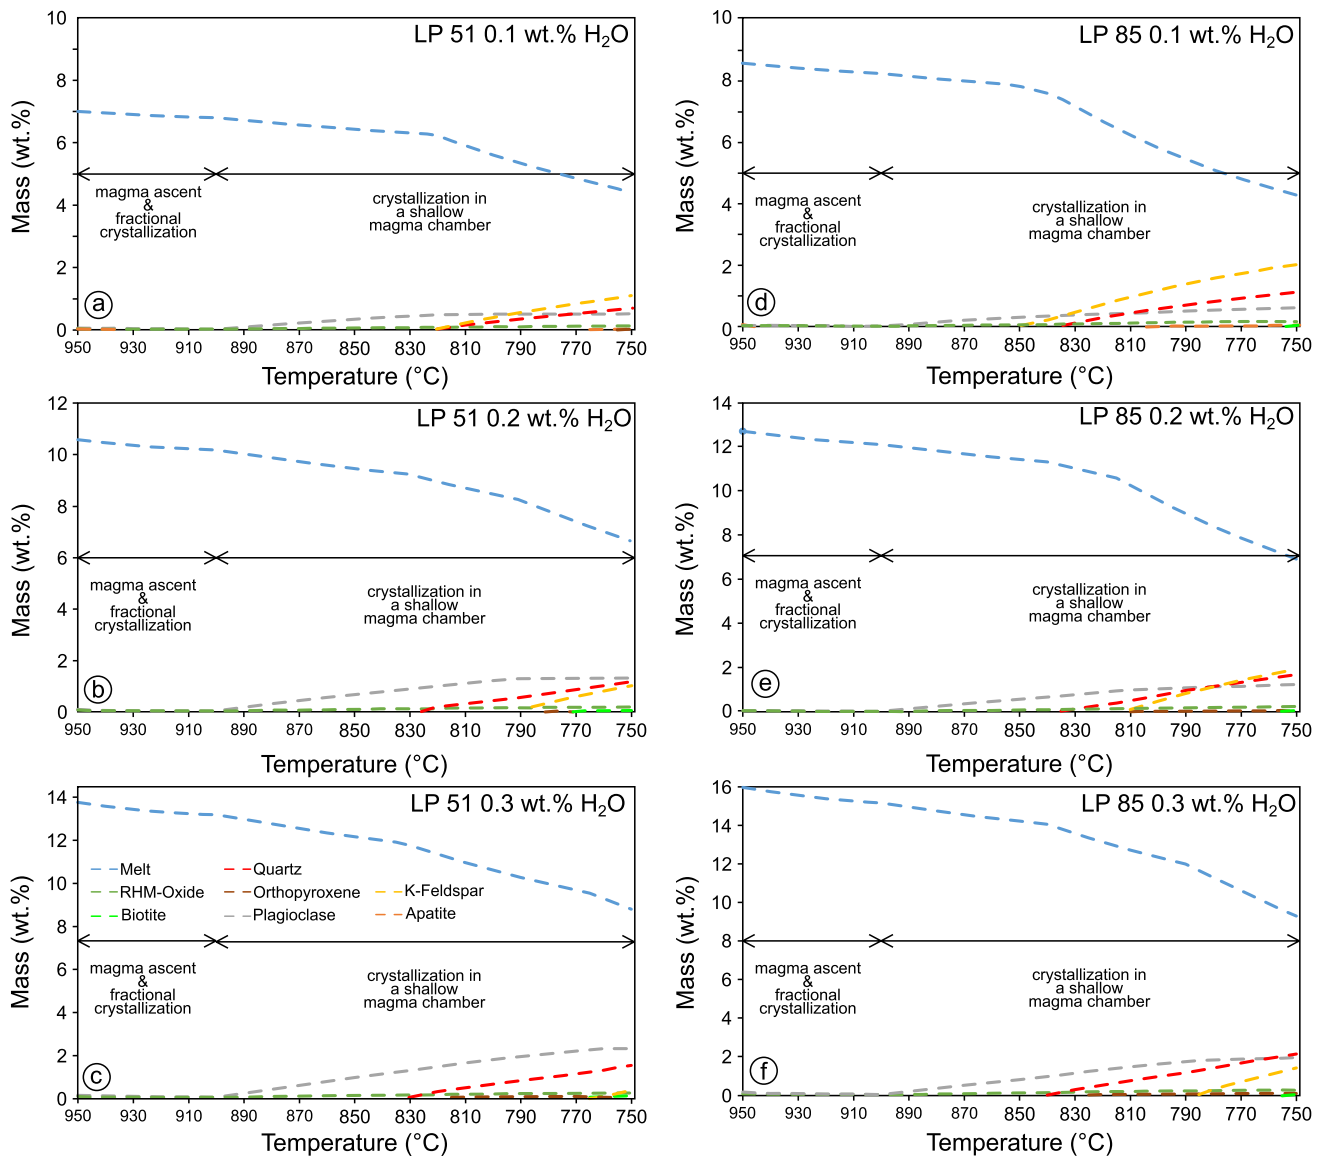 LP 51 0.1 wt.% H₂O
Mass (wt.%)
10
8
6
4
2
0
magma ascent
&
fractional
crystallization
crystallization in
a shallow
magma chamber
a
950 930 910 890 870 850 830 810 790 770 750
Temperature (°C)
LP 85 0.1 wt.% H₂O
Mass (wt.%)
10
8
6
4
2
0
magma ascent
&
fractional
crystallization
crystallization in
a shallow
magma chamber
d
950 930 910 890 870 850 830 810 790 770 750
Temperature (°C)
LP 51 0.2 wt.% H₂O
Mass (wt.%)
12
10
8
6
4
2
0
magma ascent
&
fractional
crystallization
crystallization in
a shallow
magma chamber
b
950 930 910 890 870 850 830 810 790 770 750
Temperature (°C)
LP 85 0.2 wt.% H₂O
Mass (wt.%)
14
12
10
8
6
4
2
0
magma ascent
&
fractional
crystallization
crystallization in
a shallow
magma chamber
e
950 930 910 890 870 850 830 810 790 770 750
Temperature (°C)
LP 51 0.3 wt.% H₂O
Mass (wt.%)
14
12
10
8
6
4
2
0
Melt Quartz
RHM-Oxide Orthopyroxene K-Feldspar
Biotite Plagioclase Apatite
magma ascent
&
fractional
crystallization
crystallization in
a shallow
magma chamber
c
950 930 910 890 870 850 830 810 790 770 750
Temperature (°C)
LP 85 0.3 wt.% H₂O
Mass (wt.%)
16
14
12
10
8
6
4
2
0
magma ascent
&
fractional
crystallization
crystallization in
a shallow
magma chamber
f
950 930 910 890 870 850 830 810 790 770 750
Temperature (°C)